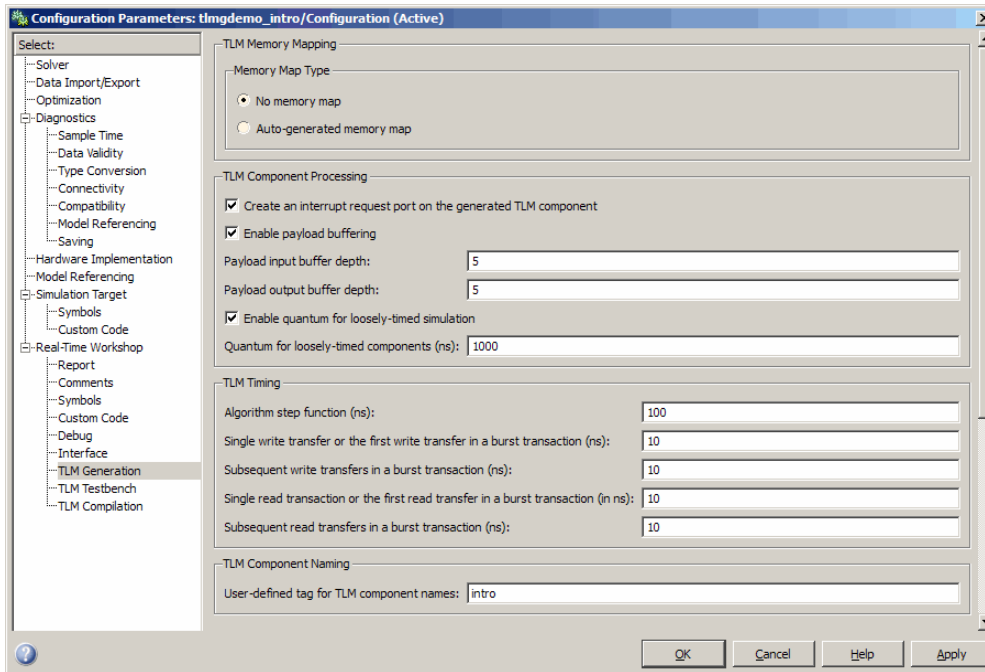 Configuration Parameters: tlmgdemo_intro/Configuration (Active)
Select:
Solver
Data Import/Export
Optimization
Diagnostics
Sample Time
Data Validity
Type Conversion
Connectivity
Compatibility
Model Referencing
Saving
Hardware Implementation
Model Referencing
Simulation Target
Symbols
Custom Code
Real-Time Workshop
Report
Comments
Symbols
Custom Code
Debug
Interface
TLM Generation
TLM Testbench
TLM Compilation
TLM Memory Mapping
Memory Map Type
No memory map
Auto-generated memory map
TLM Component Processing
Create an interrupt request port on the generated TLM component
Enable payload buffering
Payload input buffer depth: 5
Payload output buffer depth: 5
Enable quantum for loosely-timed simulation
Quantum for loosely-timed components (ns): 1000
TLM Timing
Algorithm step function (ns): 100
Single write transfer or the first write transfer in a burst transaction (ns): 10
Subsequent write transfers in a burst transaction (ns): 10
Single read transaction or the first read transfer in a burst transaction (in ns): 10
Subsequent read transfers in a burst transaction (ns): 10
TLM Component Naming
User-defined tag for TLM component names: intro
OK Cancel Help Apply